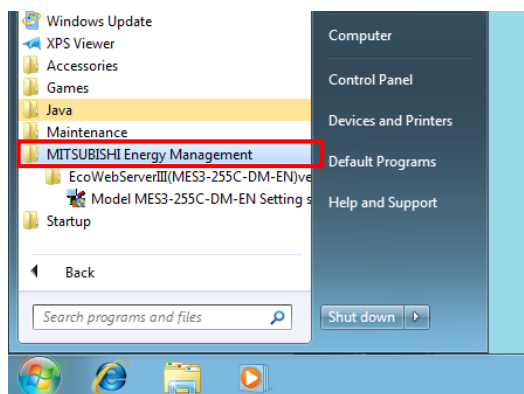 Windows Update
XPS Viewer
Accessories
Games
Java
Maintenance
MITSUBISHI Energy Management
EcoWebServerIII(MES3-255C-DM-EN)ve
Model MES3-255C-DM-EN Setting s
Startup
Back
Search programs and files
Computer
Control Panel
Devices and Printers
Default Programs
Help and Support
Shut down